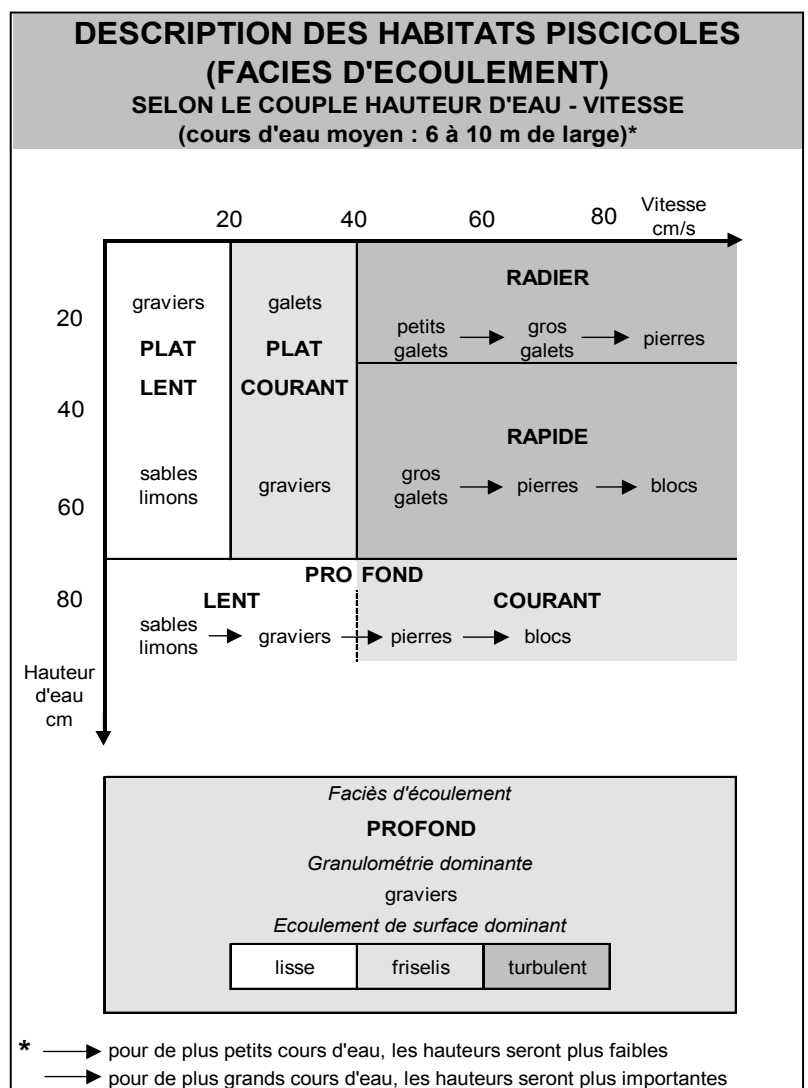 DESCRIPTION DES HABITATS PISCICOLES
(FACIES D'ECOULEMENT)
SELON LE COUPLE HAUTEUR D'EAU - VITESSE
(cours d'eau moyen : 6 à 10 m de large)*
20 40 60 80 Vitesse
cm/s
20
40
60
80
Hauteur
d'eau
cm
graviers
PLAT
LENT
sables
limons
galets
PLAT
COURANT
graviers
RADIER
petits
galets
gros
galets
pierres
RAPIDE
gros
galets
pierres
blocs
PRO FOND
LENT
COURANT
sables
limons
graviers
pierres
blocs
Faciès d'écoulement
PROFOND
Granulométrie dominante
graviers
Ecoulement de surface dominant
lisse friselis turbulent
* pour de plus petits cours d'eau, les hauteurs seront plus faibles
pour de plus grands cours d'eau, les hauteurs seront plus importantes